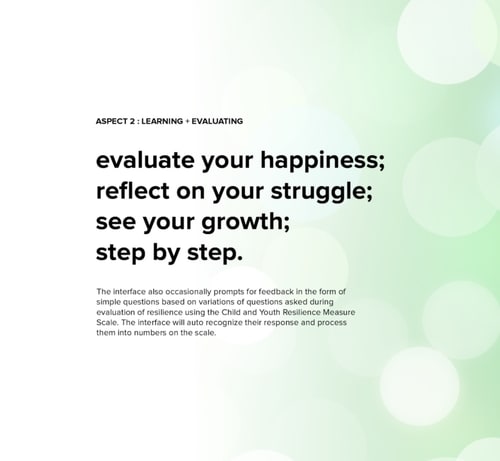 ASPECT 2 : LEARNING + EVALUATING
evaluate your happiness;
reflect on your struggle;
see your growth;
step by step.
The interface also occasionally prompts for feedback in the form of
simple questions based on variations of questions asked during
evaluation of resilience using the Child and Youth Resilience Measure
Scale. The interface will auto recognize their response and process
them into numbers on the scale.